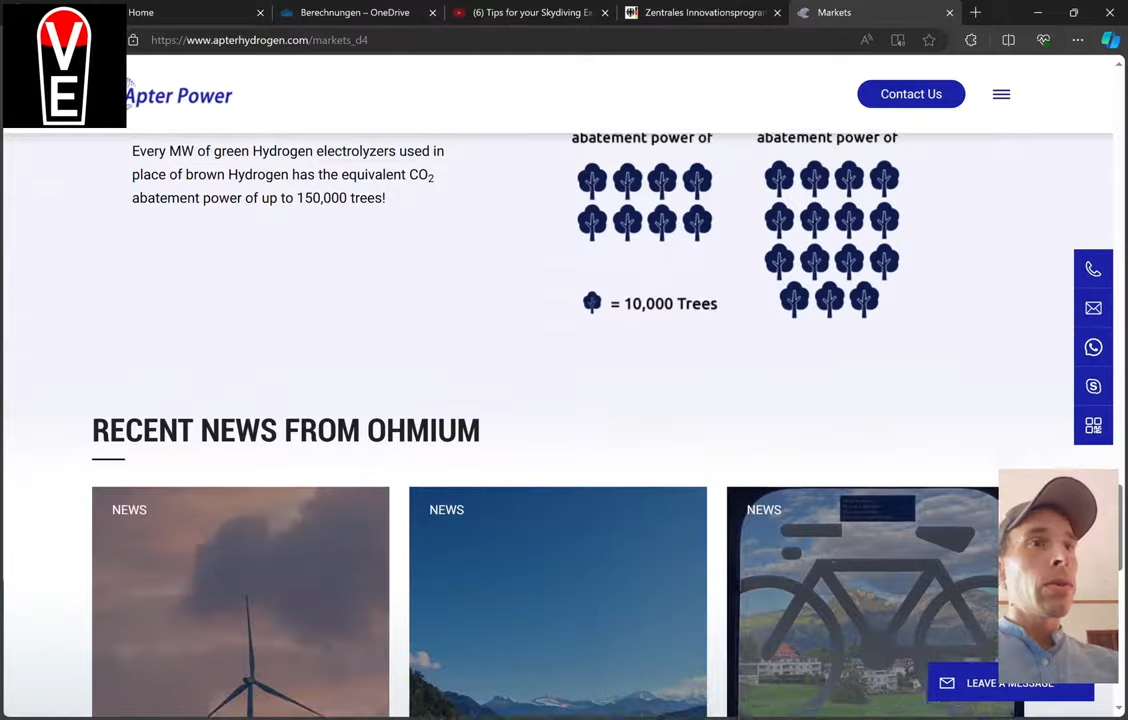 V
E
Home
Berechnungen – OneDrive
(6) Tips for your Skydiving Ex
Zentrales Innovationsprogram
Markets
https://www.apterhydrogen.com/markets_d4
Apter Power
Contact Us
Every MW of green Hydrogen electrolyzers used in
place of brown Hydrogen has the equivalent CO2
abatement power of up to 150,000 trees!
abatement power of
abatement power of
= 10,000 Trees
RECENT NEWS FROM OHMIUM
NEWS
NEWS
NEWS
LEAVE A MESSAGE